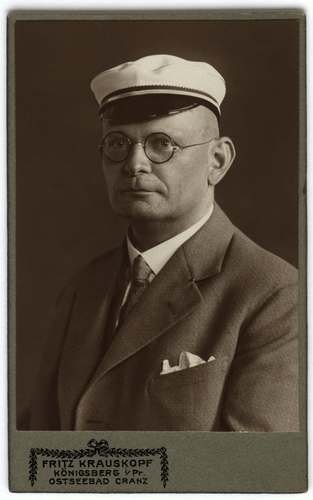 FRITZ KRAUSKOPF
KÖNIGSBERG i/Pr.
OSTSEEBAD CRANZ